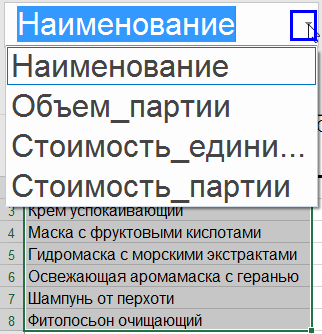 Наименование
Наименование
Объем_партии
Стоимость_едини...
Стоимость_партии
3 Крем успокаивающий
4 Маска с фруктовыми кислотами
5 Гидромаска с морскими экстрактами
6 Освежающая аромамаска с геранью
7 Шампунь от перхоти
8 Фитолосьон очищающий